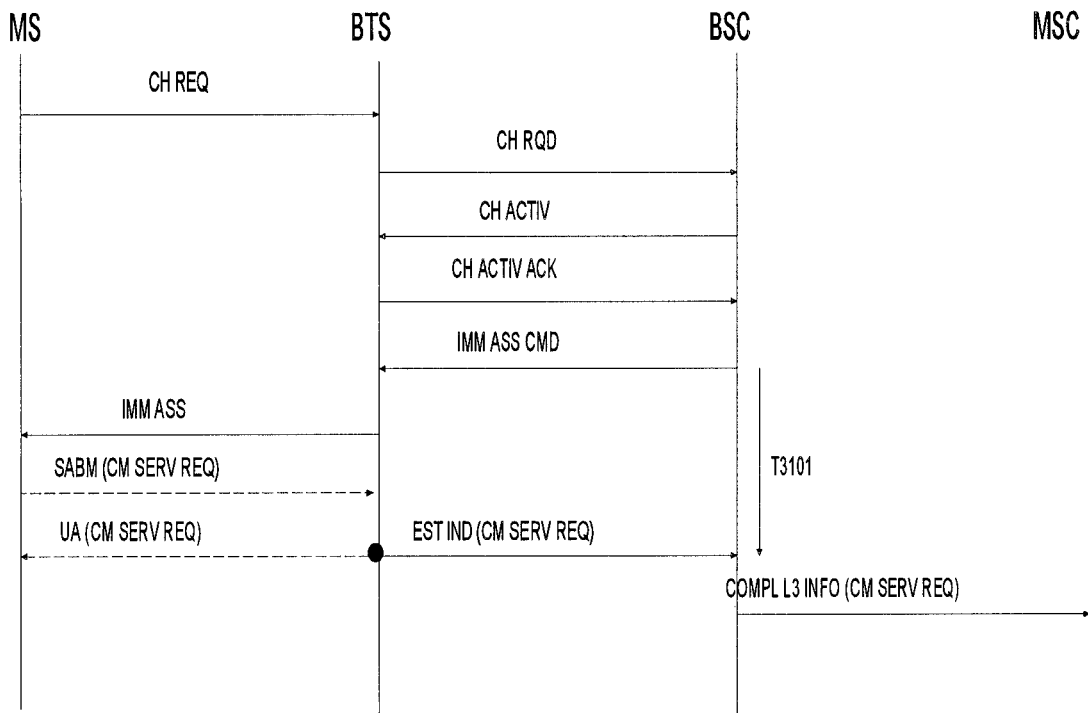 MS BTS BSC MSC
CH REQ
CH RQD
CH ACTIV
CH ACTIV ACK
IMM ASS CMD
IMM ASS
SABM (CM SERV REQ)
T3101
UA (CM SERV REQ) EST IND (CM SERV REQ)
COMPL L3 INFO (CM SERV REQ)